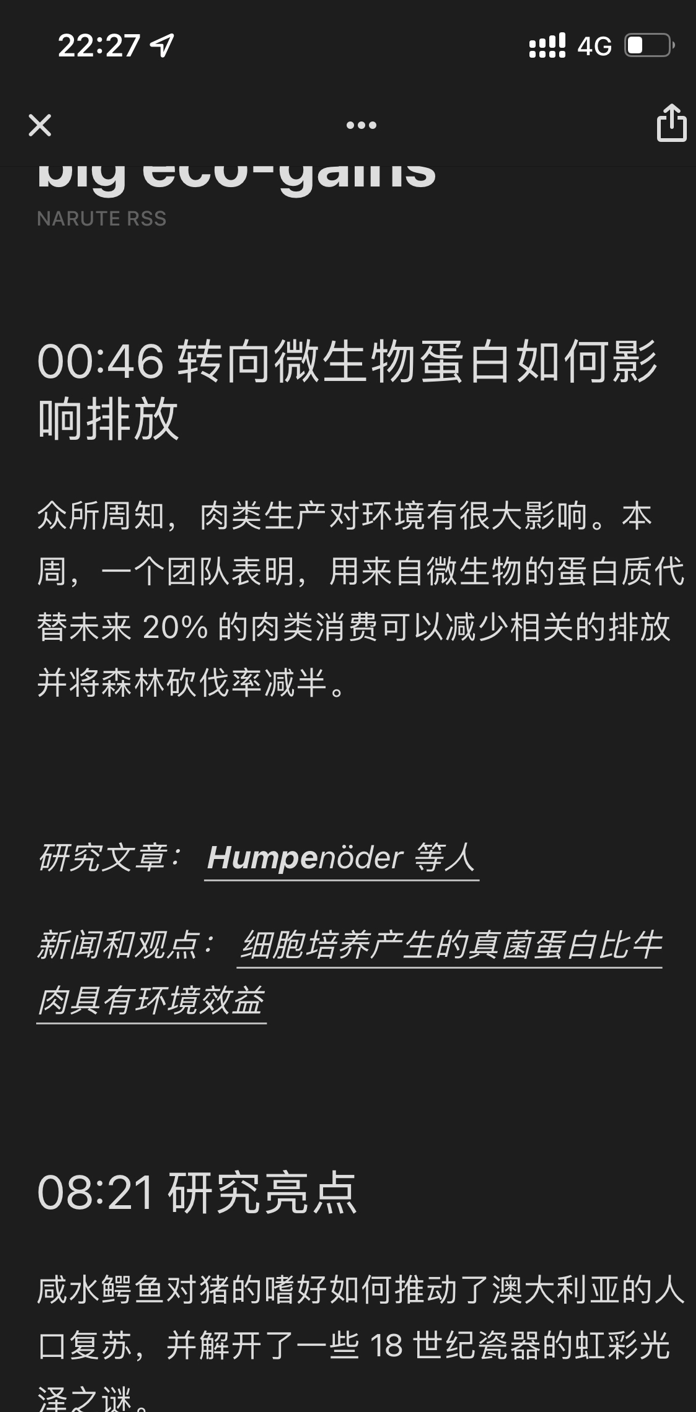 22:27
4G
big eco-gains
NARUTE RSS
00:46 转向微生物蛋白如何影
响排放
众所周知，肉类生产对环境有很大影响。本
周，一个团队表明，用来自微生物的蛋白质代
替未来 20% 的肉类消费可以减少相关的排放
并将森林砍伐率减半。
研究文章： Humpenöder 等人
新闻和观点： 细胞培养产生的真菌蛋白比牛
肉具有环境效益
08:21 研究亮点
咸水鳄鱼对猪的嗜好如何推动了澳大利亚的人
口复苏，并解开了一些 18 世纪瓷器的虹彩光
泽之谜。